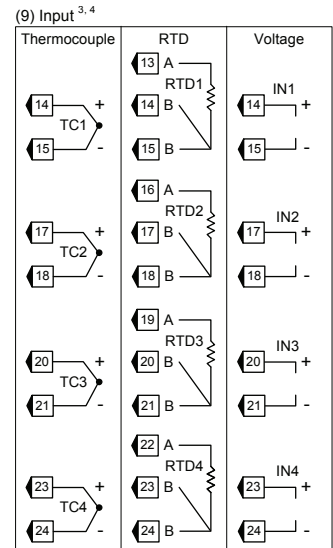 (9) Input 3, 4
Thermocouple RTD Voltage
13 A
RTD1
14 + 14 B IN1 14 +
TC1
15 - 15 B 15 -
16 A
RTD2
17 + 17 B IN2 17 +
TC2
18 - 18 B 18 -
19 A
RTD3
20 + 20 B IN3 20 +
TC3
21 - 21 B 21 -
22 A
RTD4
23 + 23 B IN4 23 +
TC4
24 - 24 B 24 -